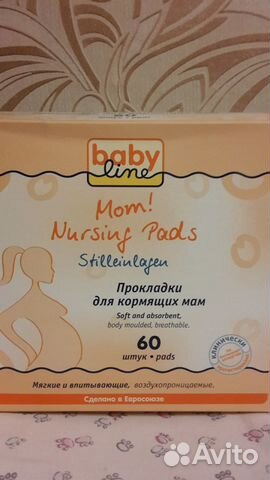 baby
line
Mom!
Nursing Pads
Stilleinlagen
Прокладки
для кормящих мам
Soft and absorbent,
body moulded, breathable.
60
штук • pads
клинически
Мягкие и впитывающие, воздухопроницаемые.
Сделано в Евросоюзе
Avito